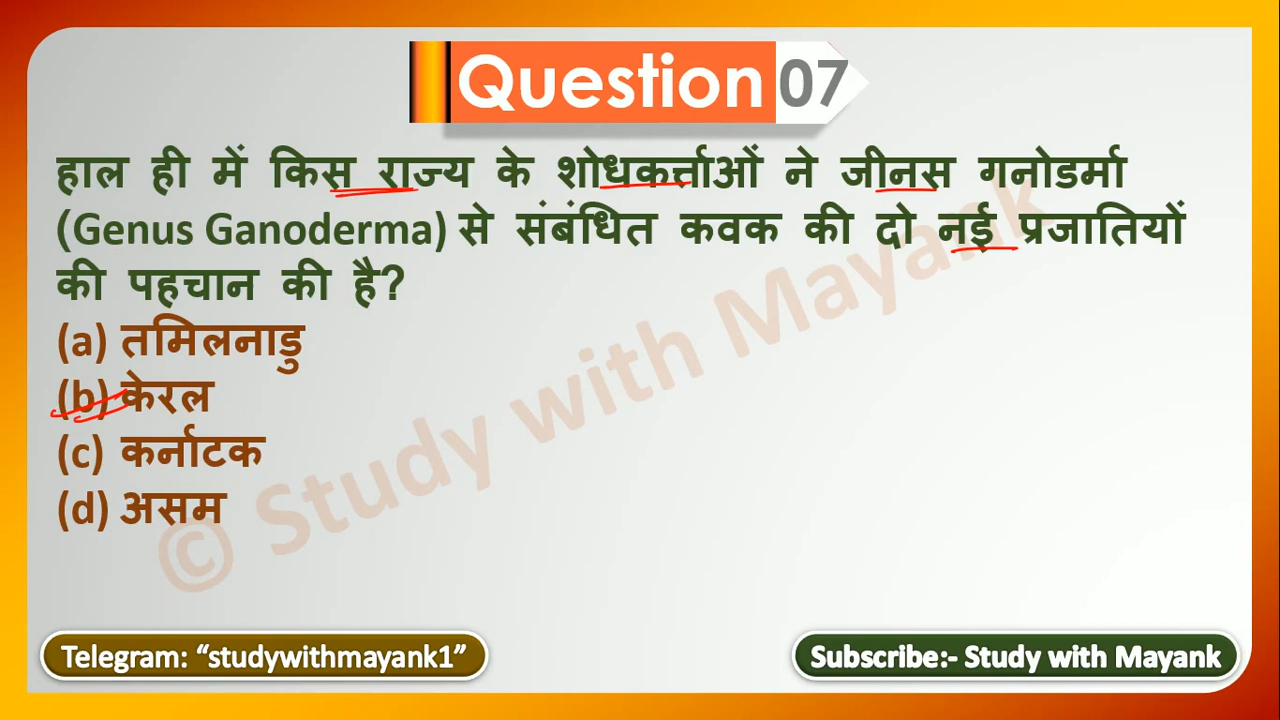 Question 07
हाल ही में किस राज्य के शोधकर्त्ताओं ने जीनस गनोडर्मा
(Genus Ganoderma) से संबंधित कवक की दो नई प्रजातियों
की पहचान की है?
(a) तमिलनाडु
(b) केरल
(c) कर्नाटक
(d) असम
© Study with Mayank
Telegram: “studywithmayank1”
Subscribe:- Study with Mayank